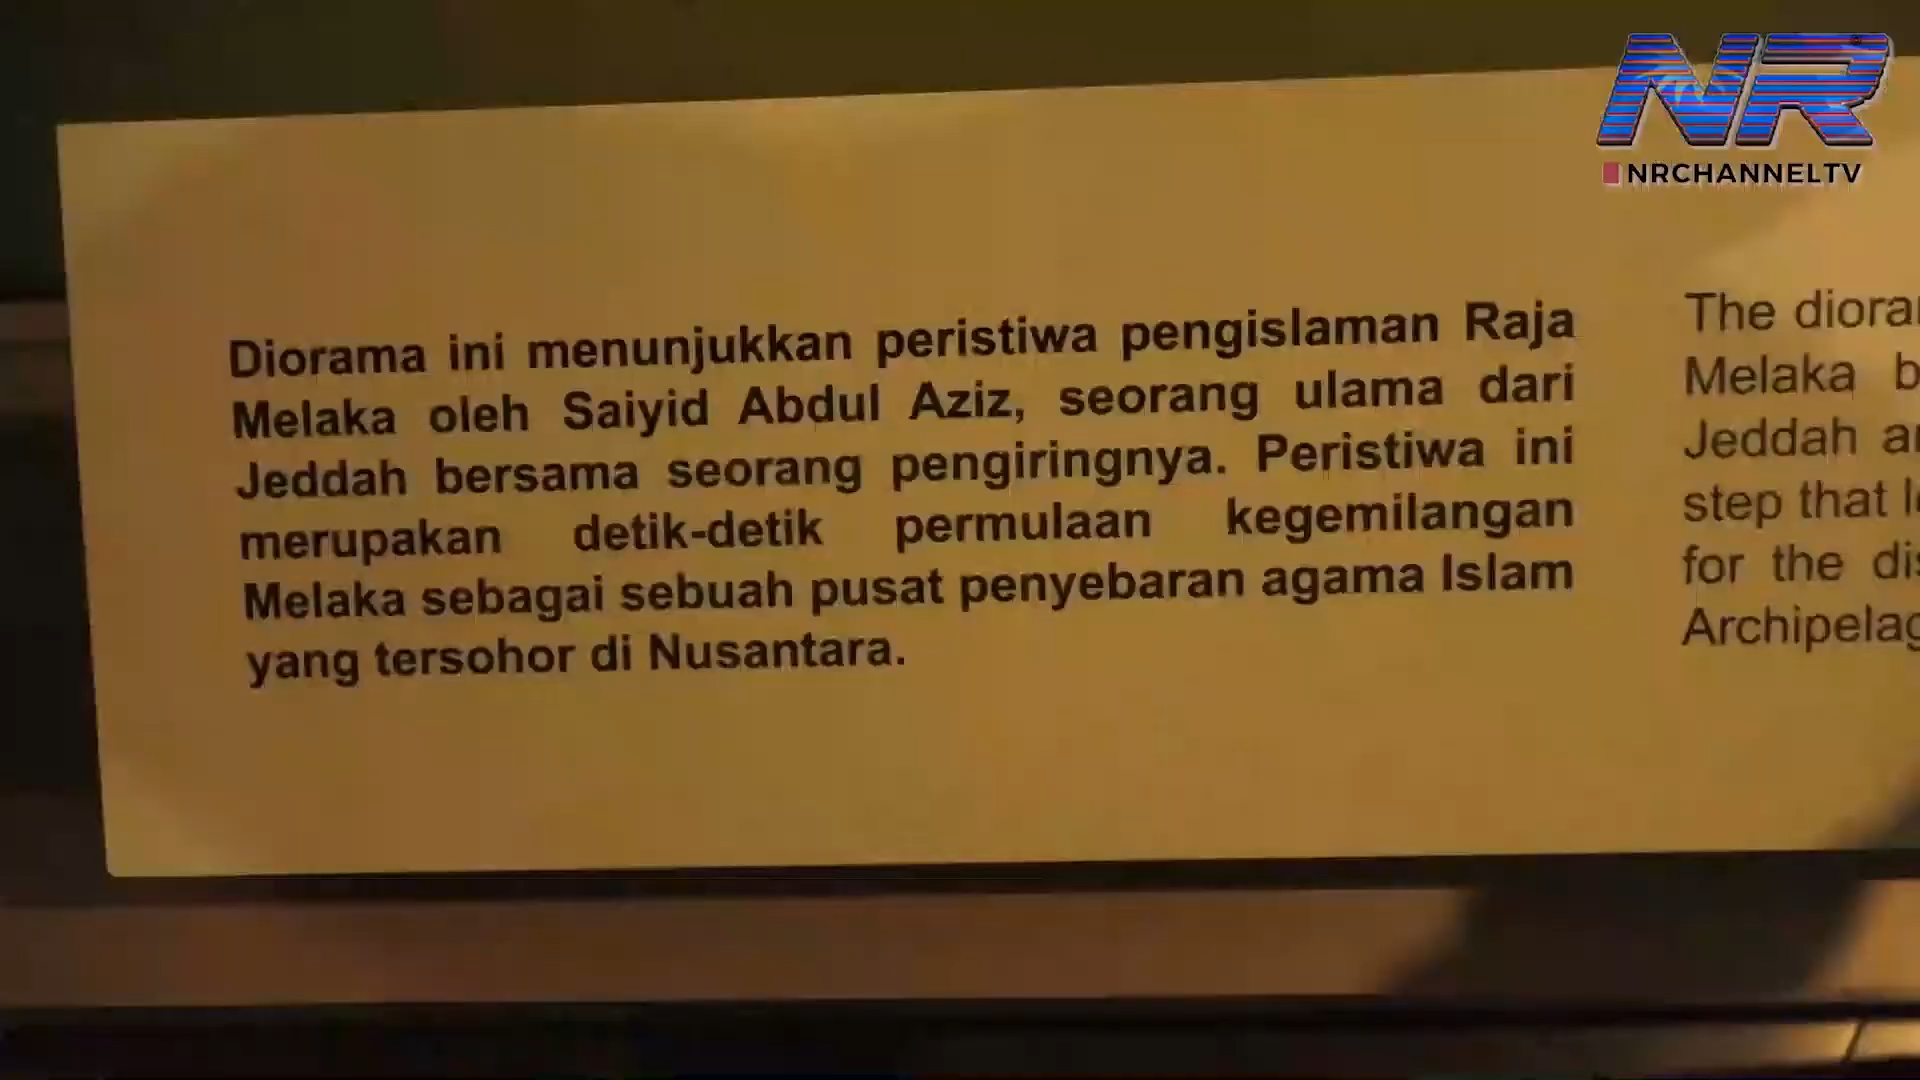 NR
NRCHANNELTV
Diorama ini menunjukkan peristiwa pengislaman Raja
Melaka oleh Saiyid Abdul Aziz, seorang ulama dari
Jeddah bersama seorang pengiringnya. Peristiwa ini
merupakan detik-detik permulaan kegemilangan
Melaka sebagai sebuah pusat penyebaran agama Islam
yang tersohor di Nusantara.
The
Melaka
Jeddah
step that
for the